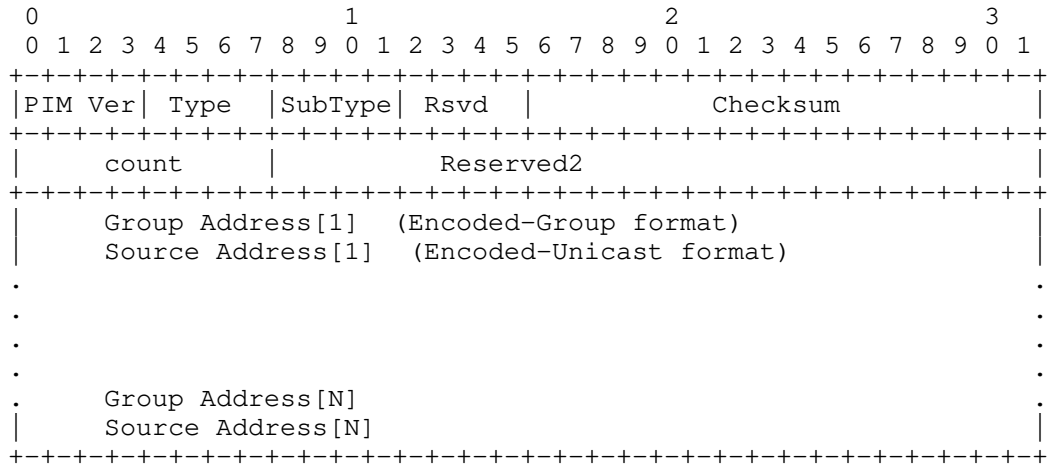 0                   1                   2                   3
0 1 2 3 4 5 6 7 8 9 0 1 2 3 4 5 6 7 8 9 0 1 2 3 4 5 6 7 8 9 0 1
+-+-+-+-+-+-+-+-+-+-+-+-+-+-+-+-+-+-+-+-+-+-+-+-+-+-+-+-+-+-+-+-+
|PIM Ver| Type  |SubType| Rsvd  |           Checksum            |
+-+-+-+-+-+-+-+-+-+-+-+-+-+-+-+-+-+-+-+-+-+-+-+-+-+-+-+-+-+-+-+-+
|     count     |          Reserved2                            |
+-+-+-+-+-+-+-+-+-+-+-+-+-+-+-+-+-+-+-+-+-+-+-+-+-+-+-+-+-+-+-+-+
|     Group Address[1]  (Encoded-Group format)                  |
|     Source Address[1]  (Encoded-Unicast format)               |
.                                                               .
.                                                               .
.                                                               .
.                                                               .
.     Group Address[N]                                          .
|     Source Address[N]                                         |
+-+-+-+-+-+-+-+-+-+-+-+-+-+-+-+-+-+-+-+-+-+-+-+-+-+-+-+-+-+-+-+-+